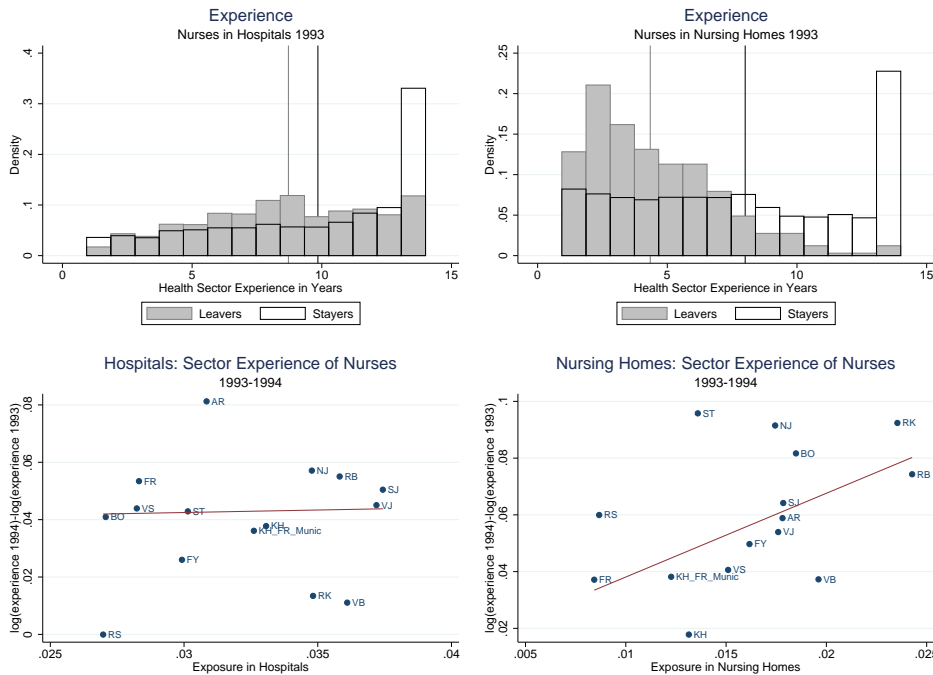 Experience
Nurses in Hospitals 1993
Density
0 .1 .2 .3 .4
0 5 10 15
Health Sector Experience in Years
Leavers Stayers
Experience
Nurses in Nursing Homes 1993
Density
0 .05 .1 .15 .2 .25
0 5 10 15
Health Sector Experience in Years
Leavers Stayers
Hospitals: Sector Experience of Nurses
1993-1994
log(experience 1994)-log(experience 1993)
0 .02 .04 .06 .08
AR
NJ
RB
FR
SJ
VS
VJ
ST
BO
KH
KH_FR_Munic
FY
RK
VB
RS
.025 .03 .035 .04
Exposure in Hospitals
Nursing Homes: Sector Experience of Nurses
1993-1994
log(experience 1994)-log(experience 1993)
.02 .04 .06 .08 .1
ST
RK
NJ
BO
RB
SJ
RS
AR
VJ
FY
VS
KH_FR_Munic
FR
VB
KH
.005 .01 .015 .02 .025
Exposure in Nursing Homes